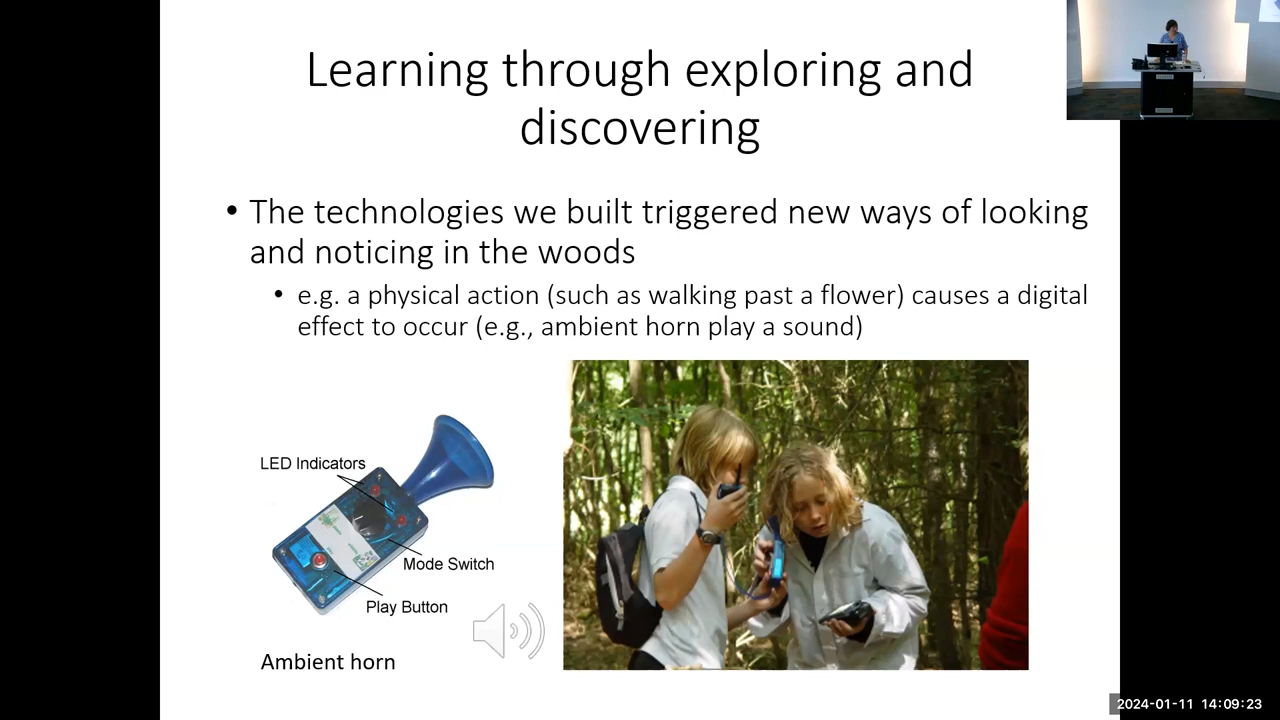 Learning through exploring and
discovering
• The technologies we built triggered new ways of looking
and noticing in the woods
• e.g. a physical action (such as walking past a flower) causes a digital
effect to occur (e.g., ambient horn play a sound)
LED Indicators
Mode Switch
Play Button
Ambient horn
2024-01-11 14:09:23